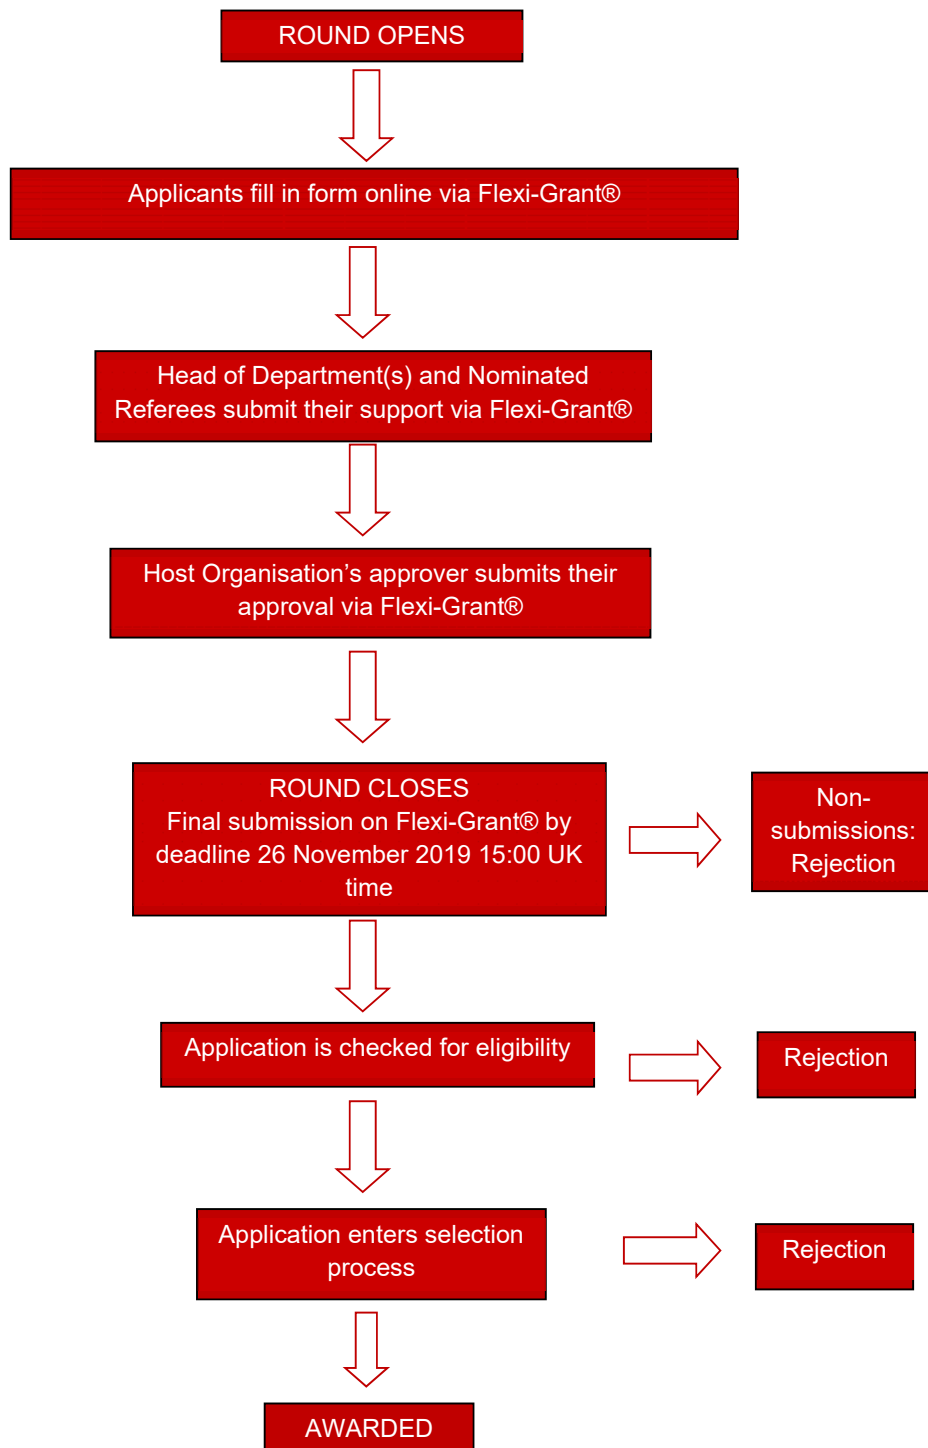 ROUND OPENS
Applicants fill in form online via Flexi-Grant®
Head of Department(s) and Nominated
Referees submit their support via Flexi-Grant®
Host Organisation’s approver submits their
approval via Flexi-Grant®
ROUND CLOSES
Final submission on Flexi-Grant® by
deadline 26 November 2019 15:00 UK
time
Non-
submissions:
Rejection
Application is checked for eligibility
Rejection
Application enters selection
process
Rejection
AWARDED